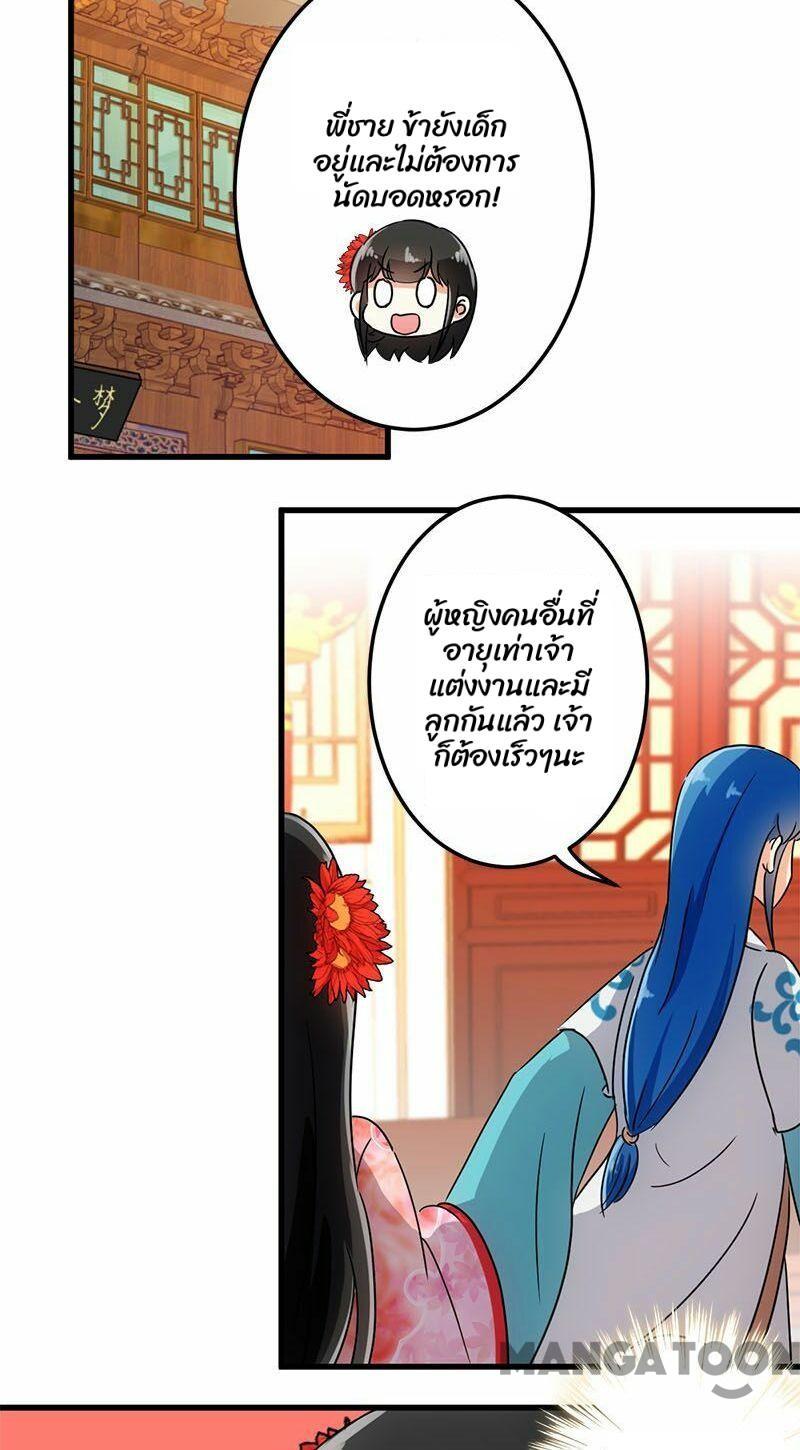 พี่ชาย ข้ายังเด็ก
อยู่และไม่ต้องการ
นัดบอดหรอก!
梦
ผู้หญิงคนอื่นที่
อายุเท่าเจ้า
แต่งงานและมี
ลูกกันแล้ว เจ้า
ก็ต้องเร็วๆนะ
MANGATOON